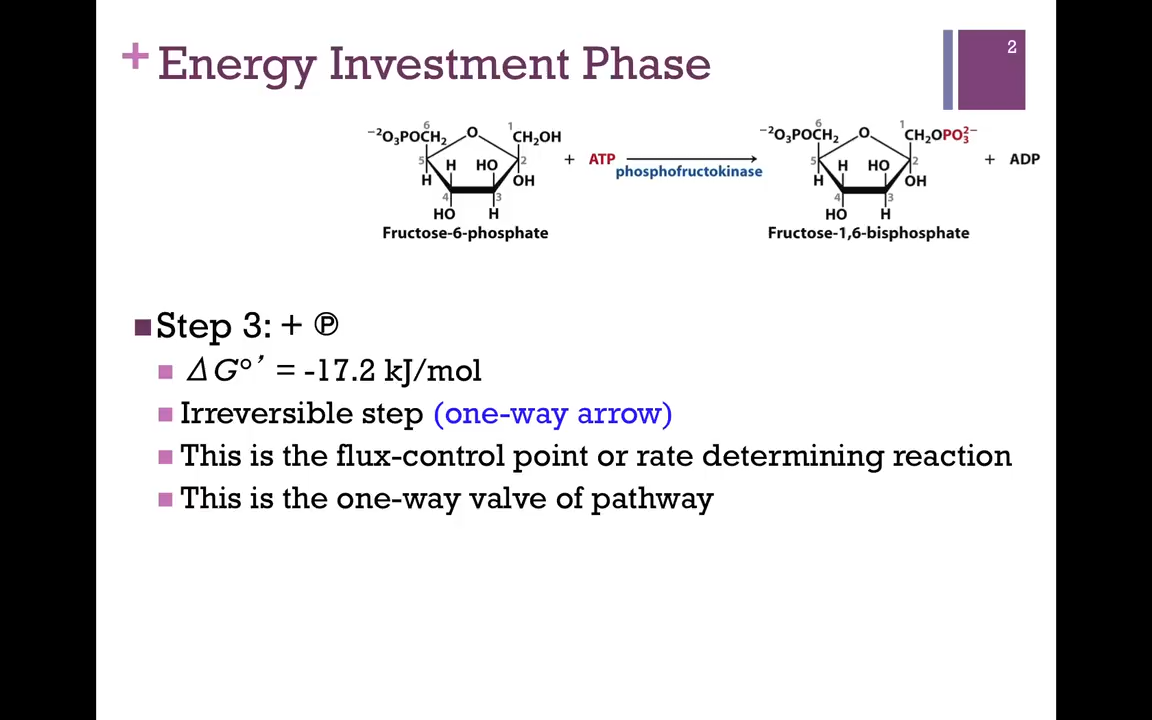 + Energy Investment Phase
2
⁻²O₃POCH₂ 6 O 1 CH₂OH
5 H HO 2
H OH
4 3
HO H
Fructose-6-phosphate
+ ATP
phosphofructokinase
⁻²O₃POCH₂ 6 O 1 CH₂OPO₃²⁻
5 H HO 2
H OH
4 3
HO H
Fructose-1,6-bisphosphate
+ ADP
Step 3: + Ⓟ
ΔG°’ = -17.2 kJ/mol
Irreversible step (one-way arrow)
This is the flux-control point or rate determining reaction
This is the one-way valve of pathway